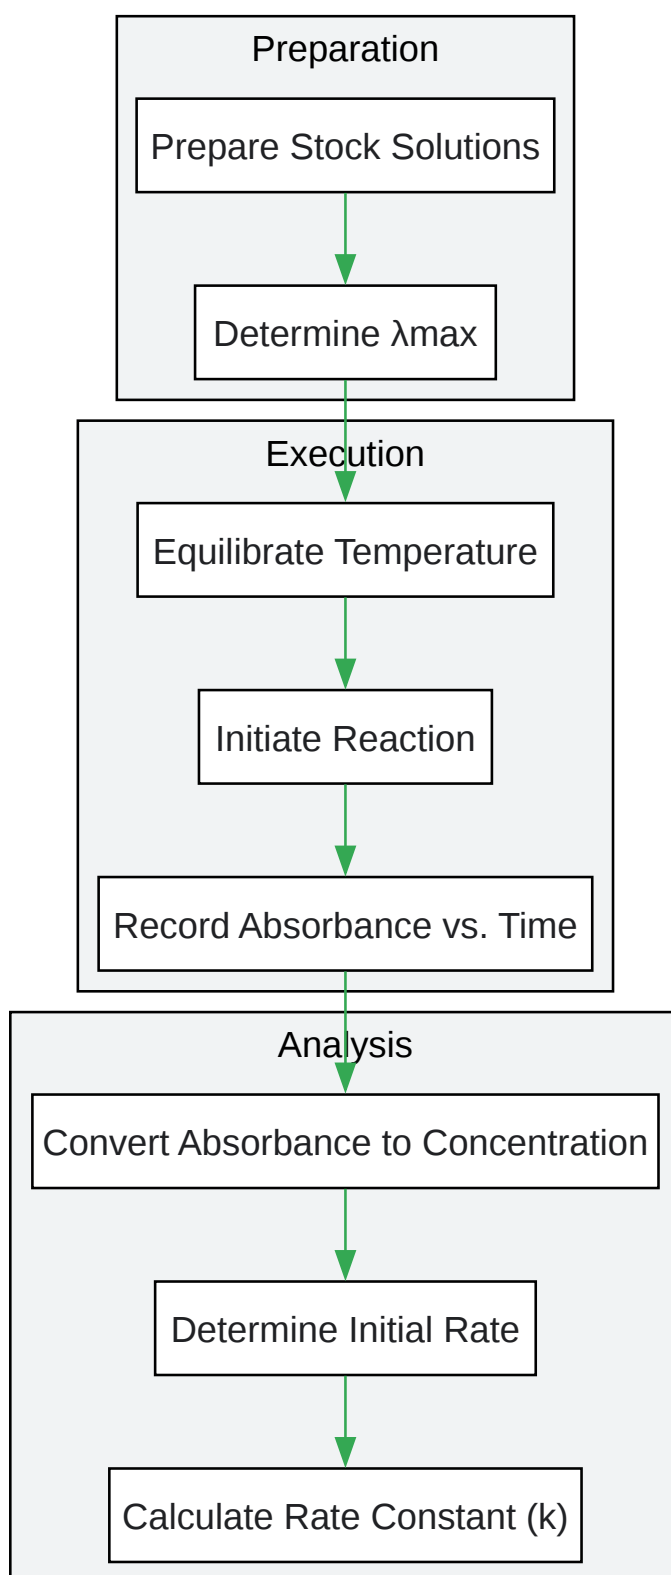 Preparation
Prepare Stock Solutions
Determine λmax
Execution
Equilibrate Temperature
Initiate Reaction
Record Absorbance vs. Time
Analysis
Convert Absorbance to Concentration
Determine Initial Rate
Calculate Rate Constant (k)